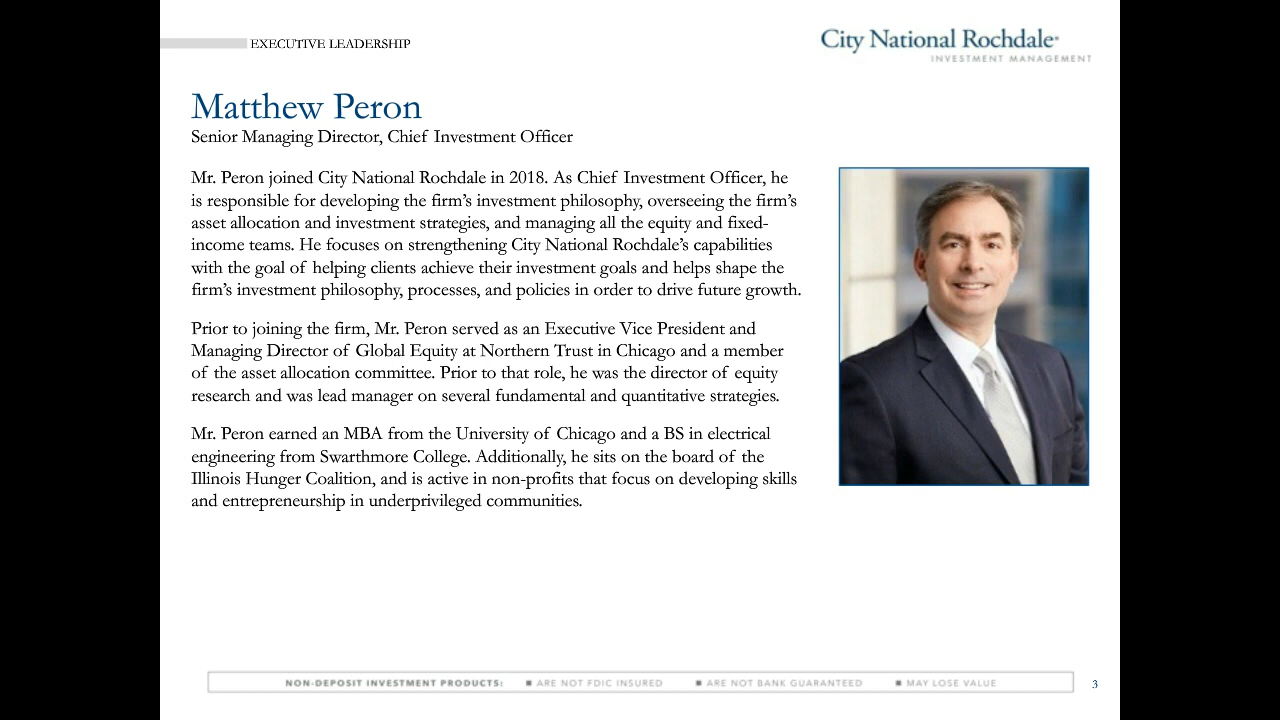 EXECUTIVE LEADERSHIP
City National Rochdale
INVESTMENT MANAGEMENT
Matthew Peron
Senior Managing Director, Chief Investment Officer
Mr. Peron joined City National Rochdale in 2018. As Chief Investment Officer, he
is responsible for developing the firm’s investment philosophy, overseeing the firm’s
asset allocation and investment strategies, and managing all the equity and fixed-
income teams. He focuses on strengthening City National Rochdale’s capabilities
with the goal of helping clients achieve their investment goals and helps shape the
firm’s investment philosophy, processes, and policies in order to drive future growth.
Prior to joining the firm, Mr. Peron served as an Executive Vice President and
Managing Director of Global Equity at Northern Trust in Chicago and a member
of the asset allocation committee. Prior to that role, he was the director of equity
research and was lead manager on several fundamental and quantitative strategies.
Mr. Peron earned an MBA from the University of Chicago and a BS in electrical
engineering from Swarthmore College. Additionally, he sits on the board of the
Illinois Hunger Coalition, and is active in non-profits that focus on developing skills
and entrepreneurship in underprivileged communities.
NON-DEPOSIT INVESTMENT PRODUCTS: ■ ARE NOT FDIC INSURED ■ ARE NOT BANK GUARANTEED ■ MAY LOSE VALUE
3